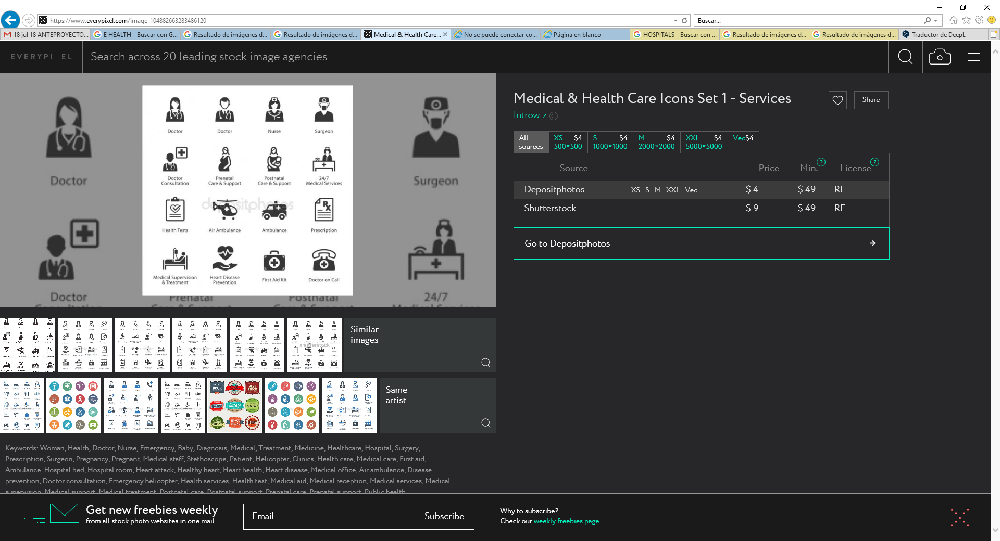 https://www.everypixel.com/image-104882663283486120
Buscar...
18 jul 18 ANTEPROYECTO...
E HEALTH - Buscar con G...
Resultado de imágenes d...
Resultado de imágenes d...
Medical & Health Care...
No se puede conectar co...
Página en blanco
HOSPITALS - Buscar con ...
Resultado de imágenes d...
Resultado de imágenes d...
Traductor de DeepL
EVERYPIXEL
Search across 20 leading stock image agencies
Doctor
Surgeon
Doctor
Consultation
Prenatal
Care & Support
Postnatal
Care & Support
24/7
Medical Services
Doctor
Doctor
Nurse
Surgeon
Doctor
Consultation
Prenatal
Care & Support
Postnatal
Care & Support
24/7
Medical Services
depositphotos
Health Tests
Air Ambulance
Ambulance
Rx
Prescription
Medical Supervision
& Treatment
Heart Disease
Prevention
First Aid Kit
Doctor on Call
Medical & Health Care Icons Set 1 - Services
Introwiz ©
Share
All
sources
XS $4
500×500
S $4
1000×1000
M $4
2000×2000
XXL $4
5000×5000
Vec$4
Source Price Min. ? License ?
Depositphotos XS S M XXL Vec $ 4 $ 49 RF
Shutterstock $ 9 $ 49 RF
Go to Depositphotos
shutterstock
Similar
images
BOOK
BEST PRICE
Vintage
FINEST
BEST
Same
artist
Keywords: Woman, Health, Doctor, Nurse, Emergency, Baby, Diagnosis, Medical, Treatment, Medicine, Healthcare, Hospital, Surgery,
Prescription, Surgeon, Pregnancy, Pregnant, Medical staff, Stethoscope, Patient, Helicopter, Clinics, Health care, Medical care, First aid,
Ambulance, Hospital bed, Hospital room, Heart attack, Healthy heart, Heart health, Heart disease, Medical office, Air ambulance, Disease
prevention, Doctor consultation, Emergency helicopter, Health services, Health test, Medical aid, Medical reception, Medical services, Medical
supervision, Medical support, Medical treatment, Postnatal care, Postnatal support, Prenatal care, Prenatal support, Public health
Get new freebies weekly
from all stock photo websites in one mail
Email
Subscribe
Why to subscribe?
Check our weekly freebies page.